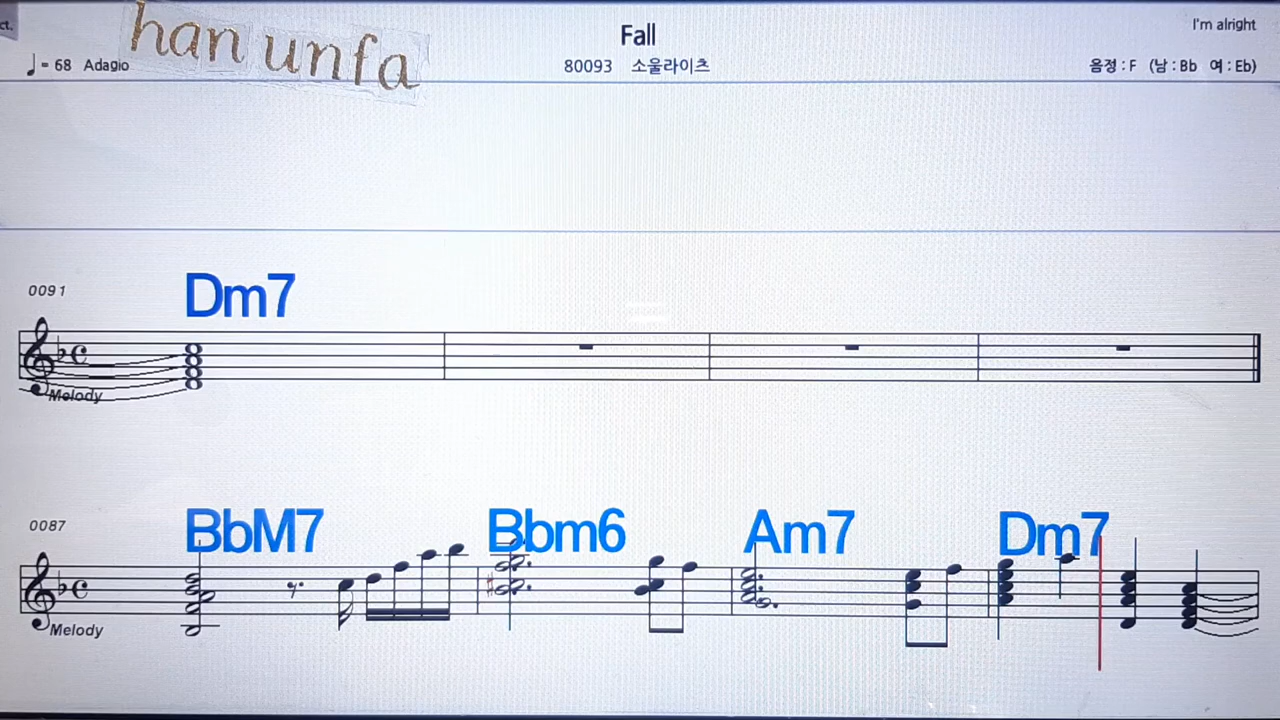 ct.
han unfa
Fall
I'm alright
♩= 68 Adagio
80093 소울라이츠
음정 : F (남 : Bb 여 : Eb)
0091
Dm7
Melody
0087
BbM7 Bbm6 Am7 Dm7
Melody